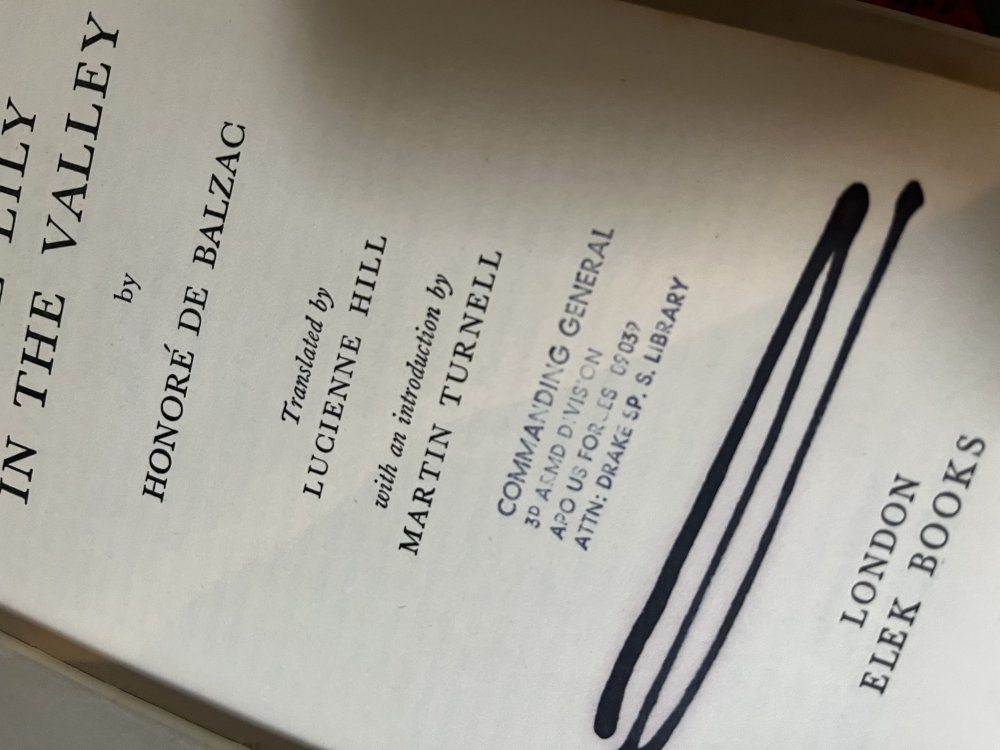 LILY
IN THE VALLEY
by
HONORÉ DE BALZAC
Translated by
LUCIENNE HILL
with an introduction by
MARTIN TURNELL
COMMANDING GENERAL
3D ARMD DIVISION
APO US FORCES 09039
ATTN: DRAKE SP. S. LIBRARY
LONDON
ELEK BOOKS